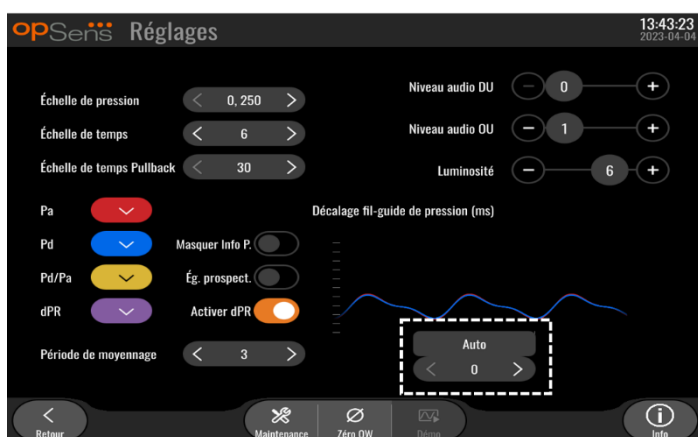 opSens Réglages
13:43:23
2023-04-04
Échelle de pression 0, 250
Échelle de temps 6
Échelle de temps Pullback 30
Niveau audio DU 0
Niveau audio OU 1
Luminosité 6
Pa
Pd
Pd/Pa
dPR
Masquer Info P.
Ég. prospect.
Activer dPR
Période de moyennage 3
Décalage fil-guide de pression (ms)
Auto
0
Retour
Maintenance
Zéro OW
Démo
Info